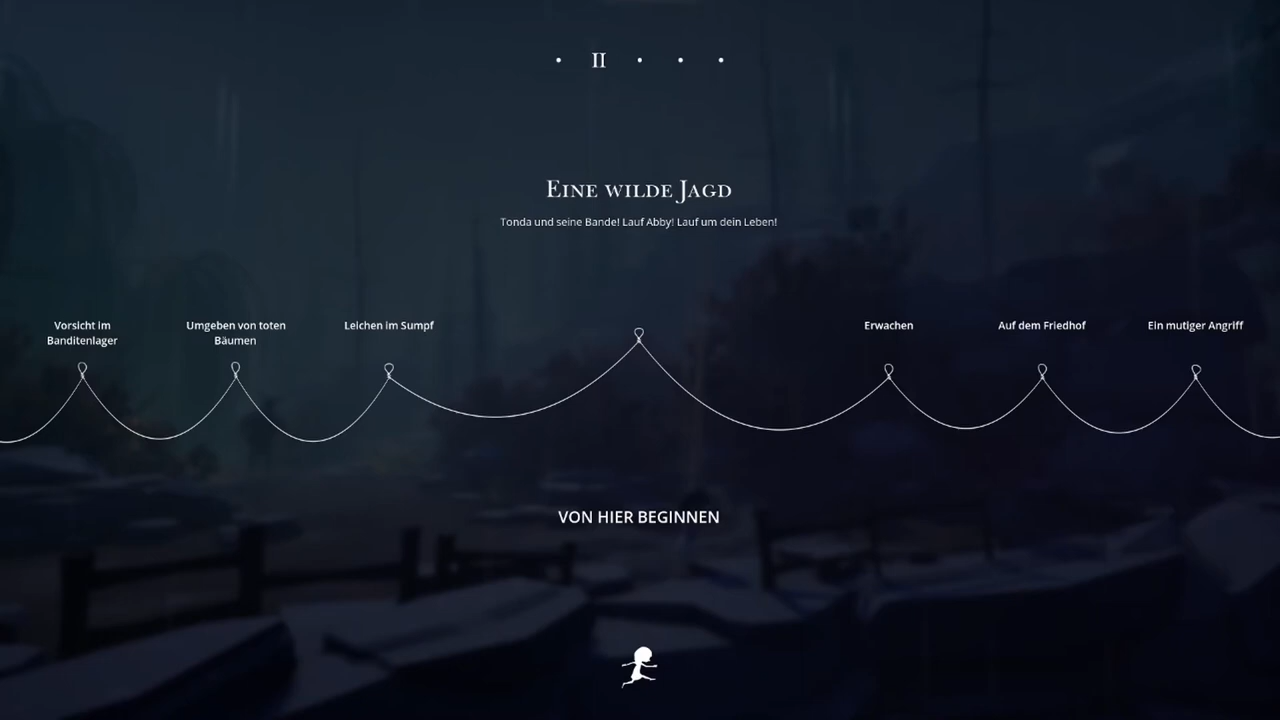 II
Eine wilde Jagd
Tonda und seine Bande! Lauf Abby! Lauf um dein Leben!
Vorsicht im
Banditenlager
Umgeben von toten
Bäumen
Leichen im Sumpf
Erwachen
Auf dem Friedhof
Ein mutiger Angriff
VON HIER BEGINNEN